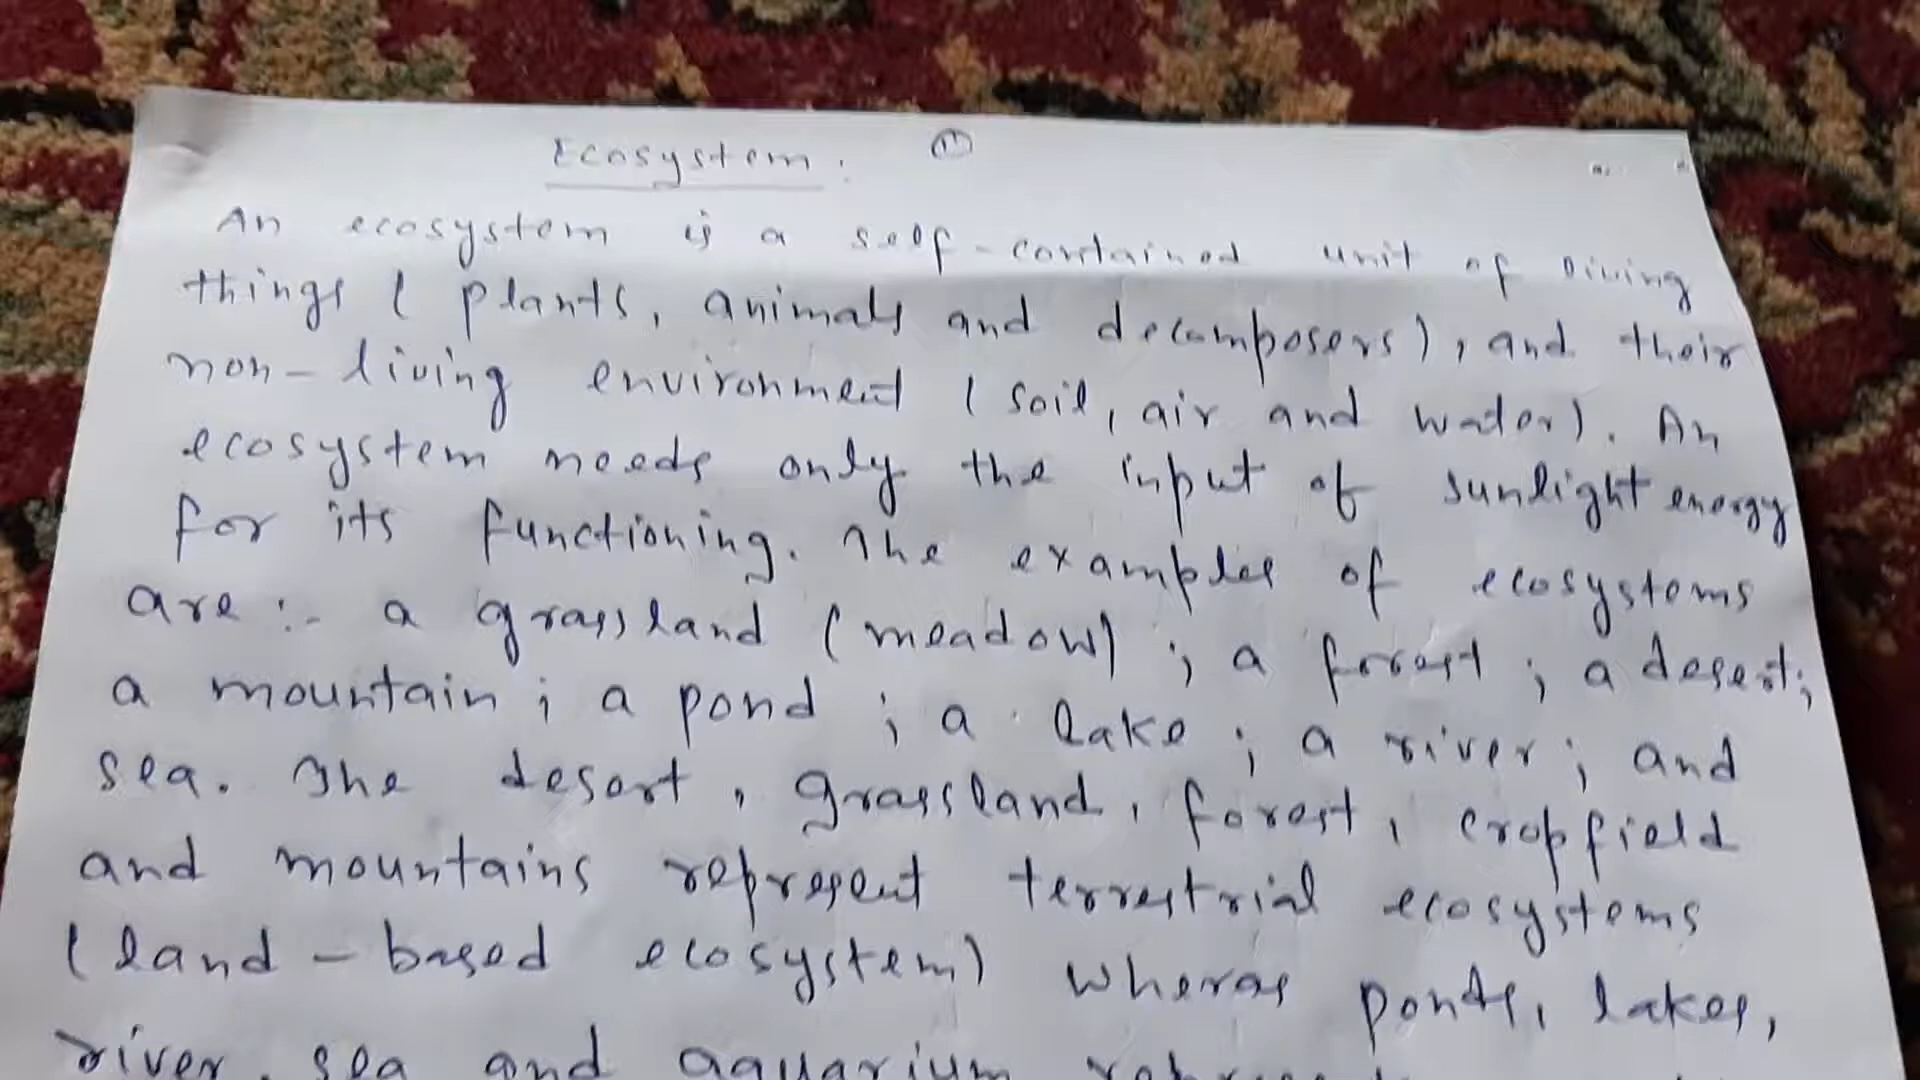 Ecosystem:
An ecosystem is a self-contained unit of living
things ( plants, animals and decomposers), and their
non-living environment ( soil, air and water). An
ecosystem needs only the input of sunlight energy
for its functioning. The examples of ecosystems
are :- a grassland (meadow) ; a forest ; a desert;
a mountain ; a pond ; a lake ; a river ; and
sea. The desert, grassland, forest, cropfield
and mountains represent terrestrial ecosystems
(land-based ecosystem) wheras ponds, lakes,
river, sea and aquarium